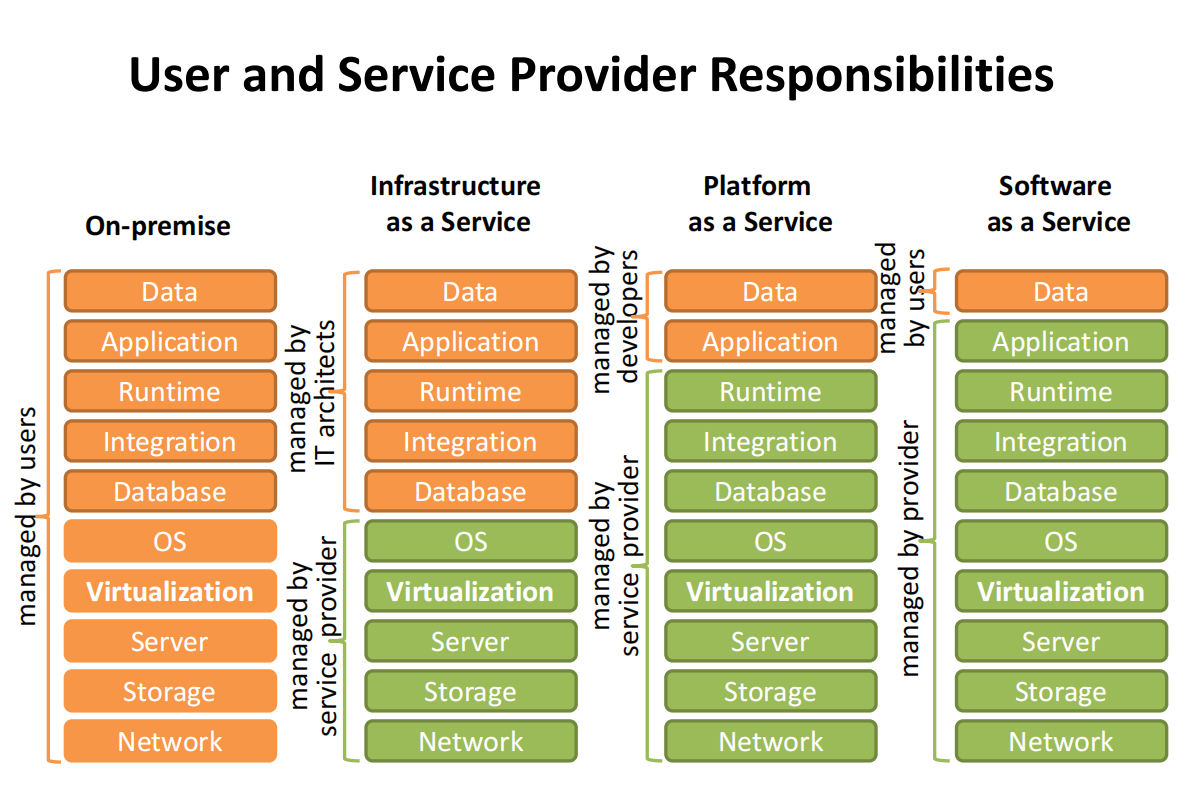 User and Service Provider Responsibilities
On-premise
managed by users
Data
Application
Runtime
Integration
Database
OS
Virtualization
Server
Storage
Network
Infrastructure
as a Service
managed by
IT architects
managed by
service provider
Data
Application
Runtime
Integration
Database
OS
Virtualization
Server
Storage
Network
Platform
as a Service
managed by
developers
managed by
service provider
Data
Application
Runtime
Integration
Database
OS
Virtualization
Server
Storage
Network
Software
as a Service
managed
by users
managed by provider
Data
Application
Runtime
Integration
Database
OS
Virtualization
Server
Storage
Network